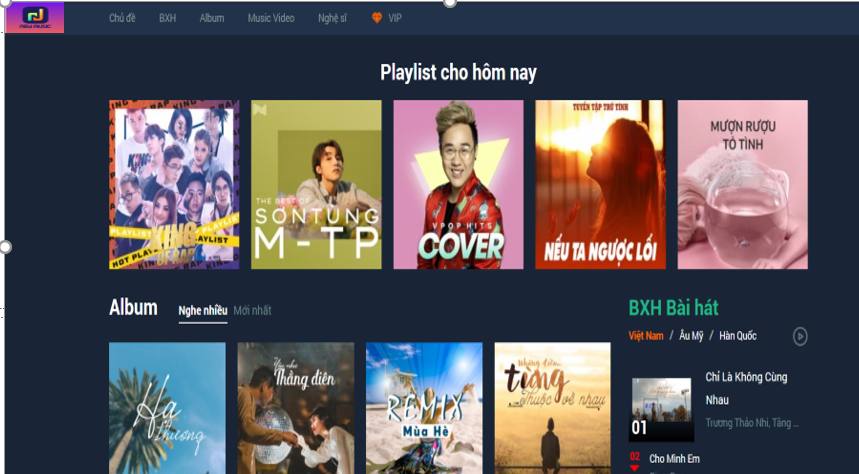 NEW MUSIC
Chủ đề
BXH
Album
Music Video
Nghệ sĩ
VIP
Playlist cho hôm nay
KING OF RAP
PLAYLIST
HOT PLAYLIST
THE BEST OF
SONTUNG
M-TP
VPOP HITS
COVER
TUYỂN TẬP TRỮ TÌNH
NẾU TA NGƯỢC LỐI
MƯỢN RƯỢU
TỎ TÌNH
Album
Nghe nhiều
Mới nhất
BXH Bài hát
Việt Nam / Âu Mỹ / Hàn Quốc
Hạ
thương
Yêu như
Thằng điên
REMIX
Mùa Hè
Những điều...
từng
thuộc về nhau
Chỉ Là Không Cùng
Nhau
Trương Thảo Nhi, Tăng ...
01
02
Cho Mình Em